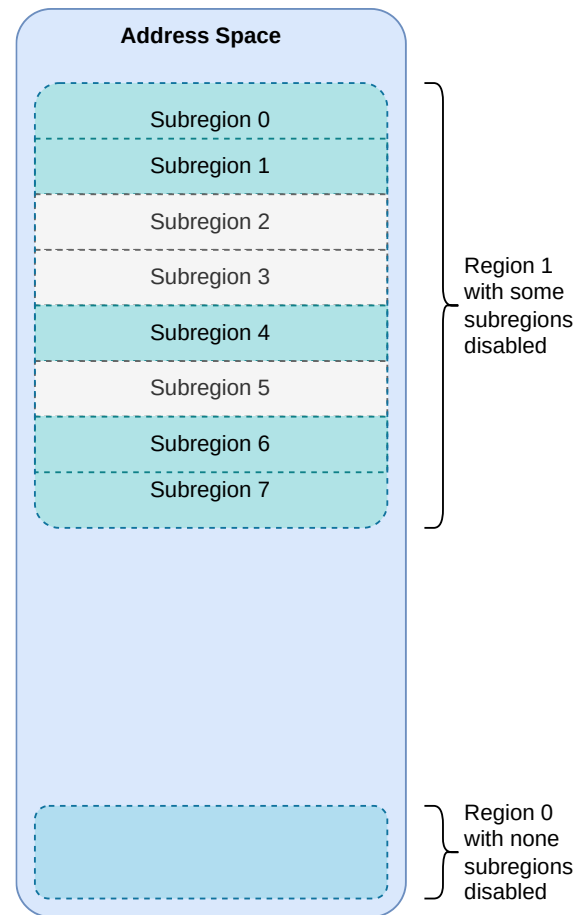 Address Space
Subregion 0
Subregion 1
Subregion 2
Subregion 3
Subregion 4
Subregion 5
Subregion 6
Subregion 7
Region 1
with some
subregions
disabled
Region 0
with none
subregions
disabled